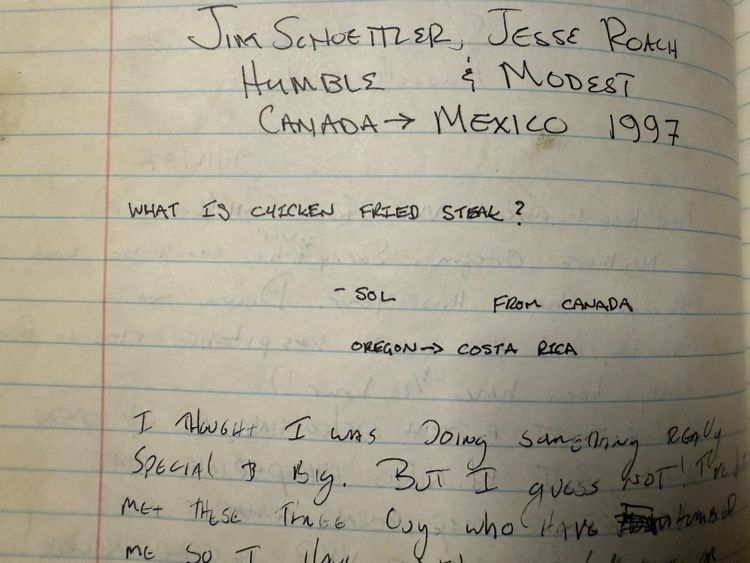 JIM SCHOETTLER, JESSE ROACH
HUMBLE & MODEST
CANADA → MEXICO 1997
WHAT IS CHICKEN FRIED STEAK?
- SOL FROM CANADA
OREGON → COSTA RICA
I THOUGHT I WAS DOING SOMETHING REALLY
SPECIAL & BIG. BUT I GUESS NOT!
MET THESE THREE GUYS WHO HAVE HUMBLED
ME SO I HAVE